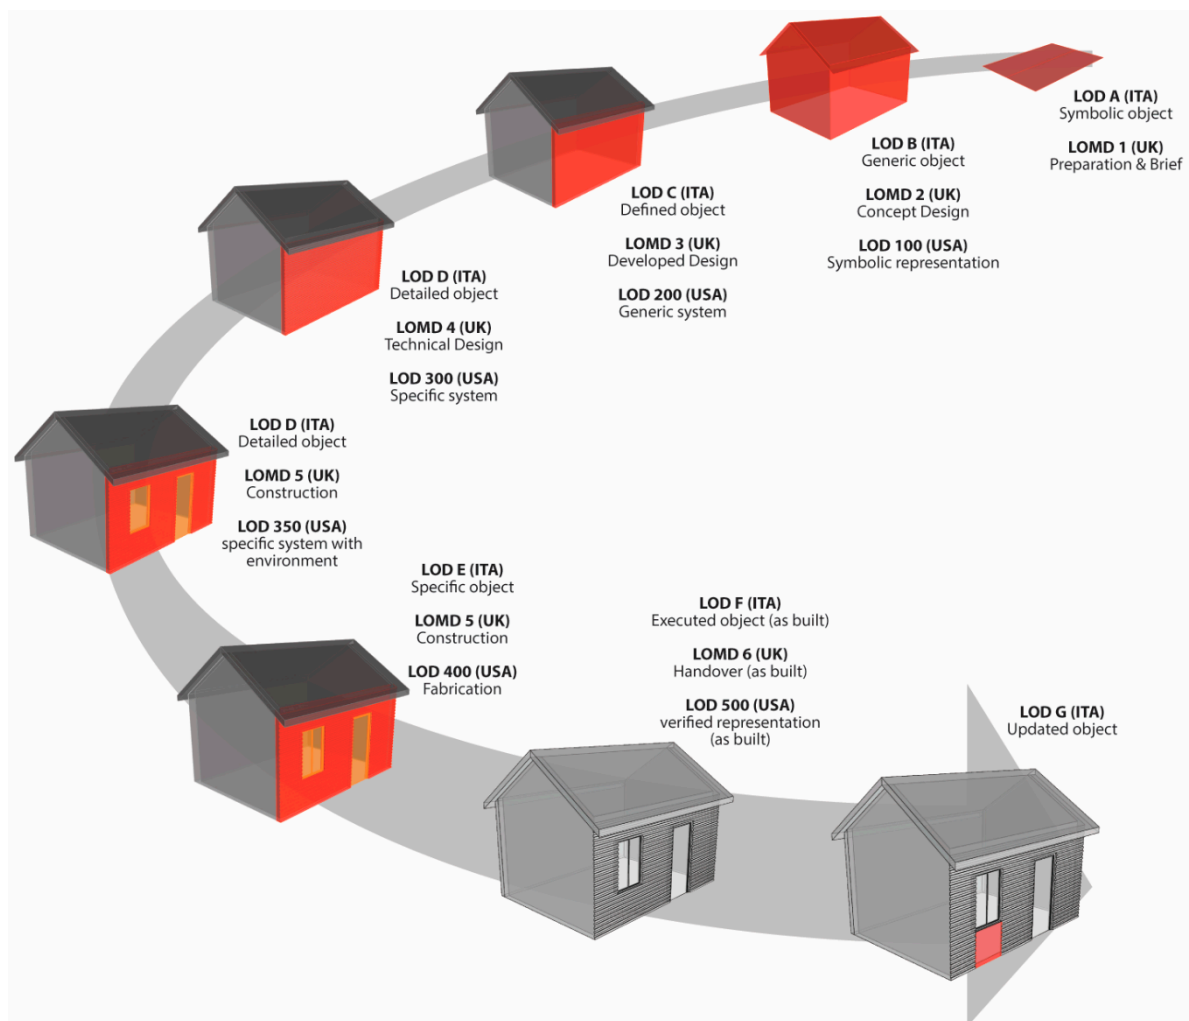 LOD A (ITA)
Symbolic object
LOMD 1 (UK)
Preparation & Brief
LOD B (ITA)
Generic object
LOMD 2 (UK)
Concept Design
LOD 100 (USA)
Symbolic representation
LOD C (ITA)
Defined object
LOMD 3 (UK)
Developed Design
LOD 200 (USA)
Generic system
LOD D (ITA)
Detailed object
LOMD 4 (UK)
Technical Design
LOD 300 (USA)
Specific system
LOD D (ITA)
Detailed object
LOMD 5 (UK)
Construction
LOD 350 (USA)
specific system with
environment
LOD E (ITA)
Specific object
LOMD 5 (UK)
Construction
LOD 400 (USA)
Fabrication
LOD F (ITA)
Executed object (as built)
LOMD 6 (UK)
Handover (as built)
LOD 500 (USA)
verified representation
(as built)
LOD G (ITA)
Updated object